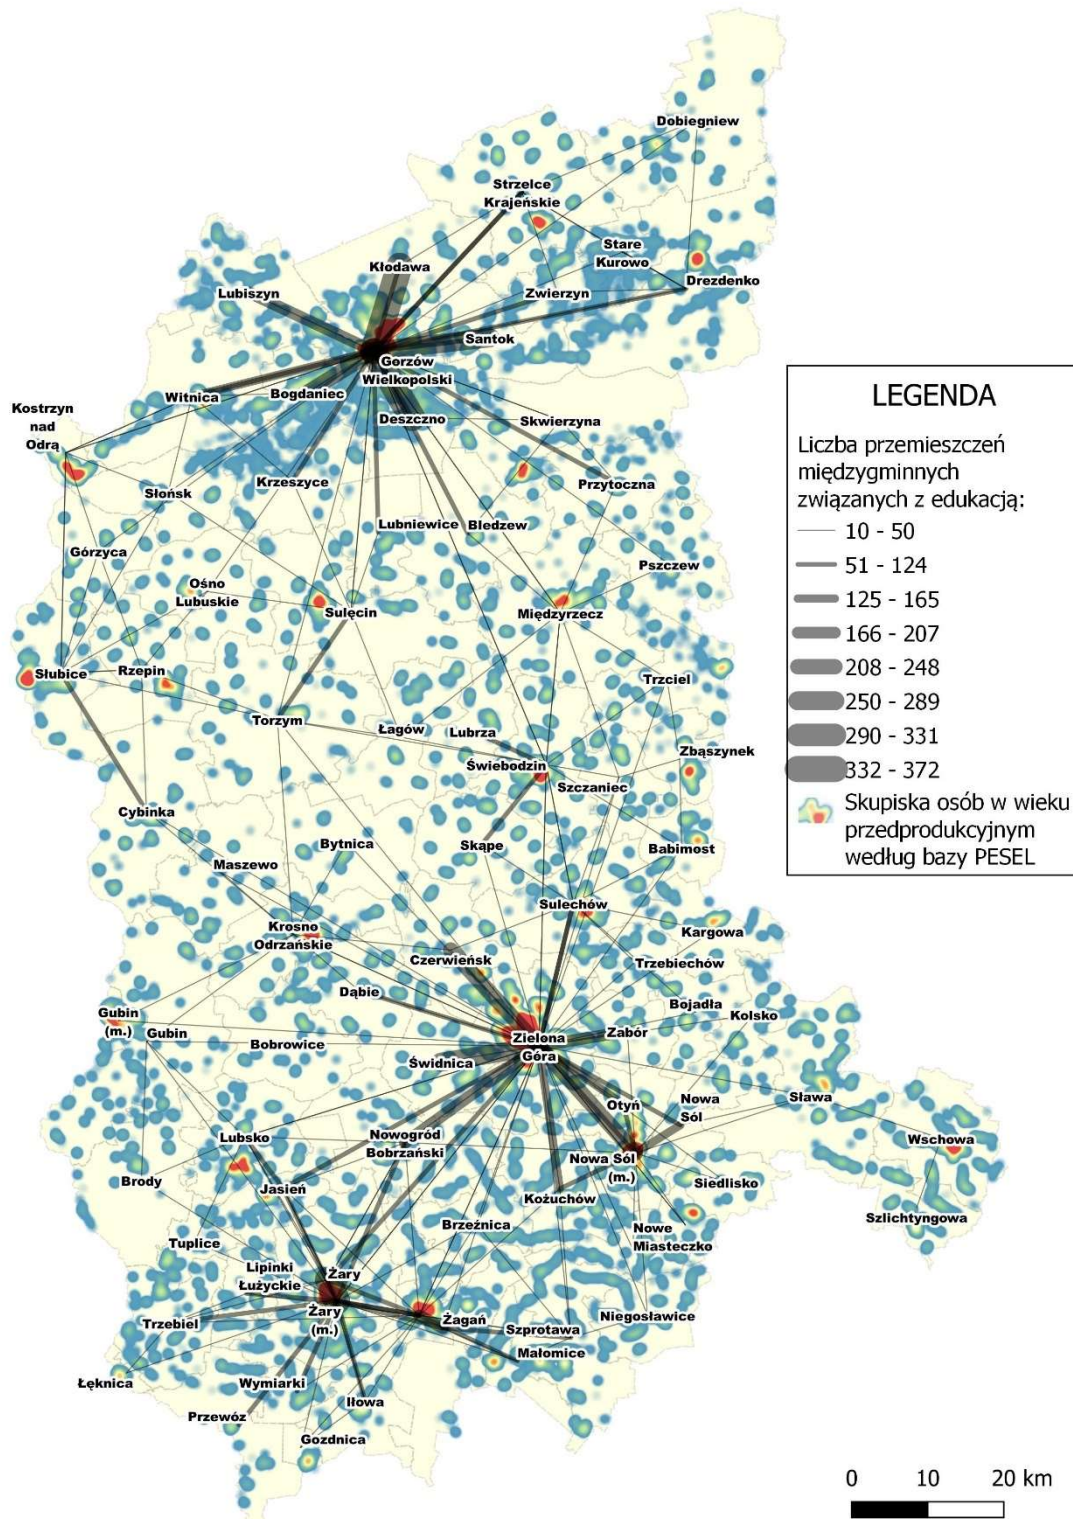 Dobiegniew
Strzelce
Krajeńskie
Stare
Kurowo
Kłodawa
Drezdenko
Lubiszyn
Zwierzyn
Santok
Gorzów
Wielkopolski
Witnica
Bogdaniec
Kostrzyn
nad
Odrą
Deszczno
Skwierzyna
Słońsk
Krzeszyce
Przytoczna
Lubniewice
Bledzew
Górzyca
Pszczew
Ośno
Lubuskie
Sulęcin
Międzyrzecz
Słubice
Rzepin
Trzciel
Torzym
Łagów
Lubrza
Zbąszynek
Świebodzin
Szczaniec
Cybinka
Bytnica
Skąpe
Babimost
Maszewo
Sulechów
Krosno
Odrzańskie
Kargowa
Czerwieńsk
Trzebiechów
Dąbie
Bojadła
Kolsko
Gubin
(m.)
Gubin
Bobrowice
Zielona
Góra
Zabór
Świdnica
Otyń
Nowa
Sól
Sława
Lubsko
Nowogród
Bobrzański
Wschowa
Nowa Sól
(m.)
Brody
Jasień
Siedlisko
Kożuchów
Szlichtyngowa
Brzeźnica
Nowe
Miasteczko
Tuplice
Lipinki
Łużyckie
Żary
Żary
(m.)
Trzebiel
Żagań
Szprotawa
Niegosławice
Małomice
Łęknica
Wymiarki
Iłowa
Przewóz
Gozdnica
LEGENDA
Liczba przemieszczeń
międzygminnych
związanych z edukacją:
10 - 50
51 - 124
125 - 165
166 - 207
208 - 248
250 - 289
290 - 331
332 - 372
Skupiska osób w wieku
przedprodukcyjnym
według bazy PESEL
0 10 20 km